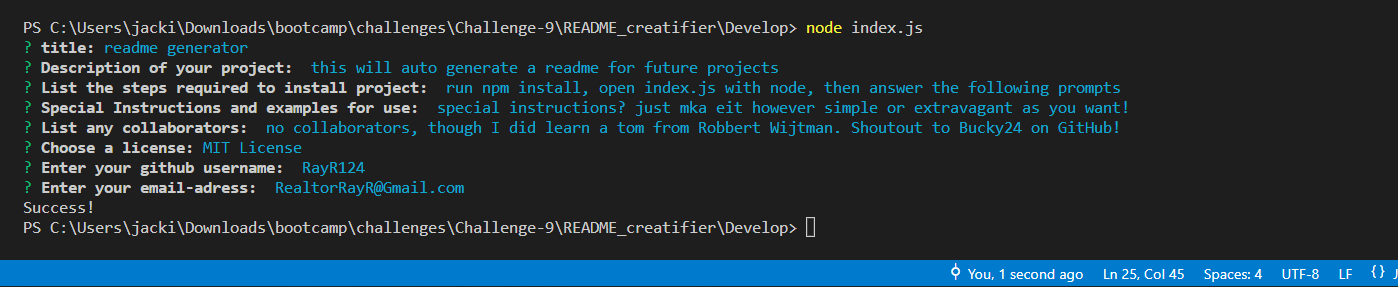 PS C:\Users\jacki\Downloads\bootcamp\challenges\Challenge-9\README_creatifier\Develop> node index.js
? title: readme generator
? Description of your project:  this will auto generate a readme for future projects
? List the steps required to install project:  run npm install, open index.js with node, then answer the following prompts
? Special Instructions and examples for use:  special instructions? just mka eit however simple or extravagant as you want!
? List any collaborators:  no collaborators, though I did learn a tom from Robbert Wijtman. Shoutout to Bucky24 on GitHub!
? Choose a license: MIT License
? Enter your github username:  RayR124
? Enter your email-adress:  RealtorRayR@Gmail.com
Success!
PS C:\Users\jacki\Downloads\bootcamp\challenges\Challenge-9\README_creatifier\Develop>
You, 1 second ago Ln 25, Col 45 Spaces: 4 UTF-8 LF {} J